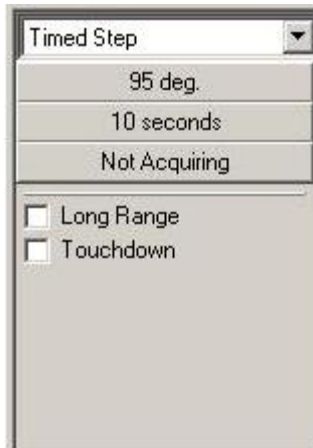 Timed Step
95 deg.
10 seconds
Not Acquiring
Long Range
Touchdown